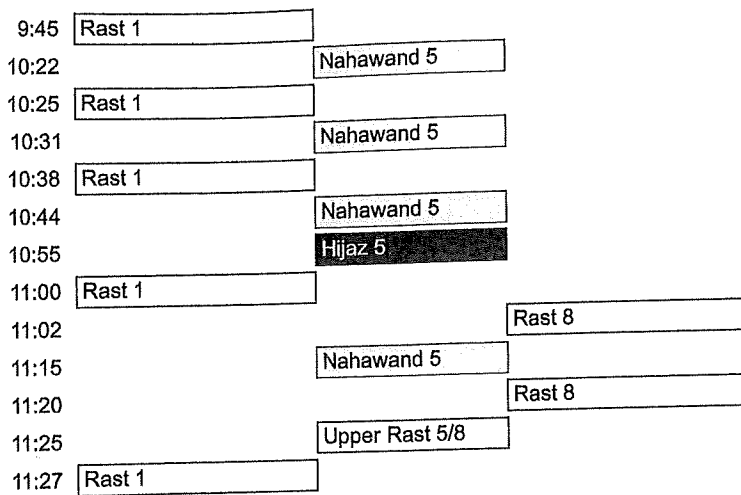 9:45 Rast 1
10:22 Nahawand 5
10:25 Rast 1
10:31 Nahawand 5
10:38 Rast 1
10:44 Nahawand 5
10:55 Hijaz 5
11:00 Rast 1
11:02 Rast 8
11:15 Nahawand 5
11:20 Rast 8
11:25 Upper Rast 5/8
11:27 Rast 1